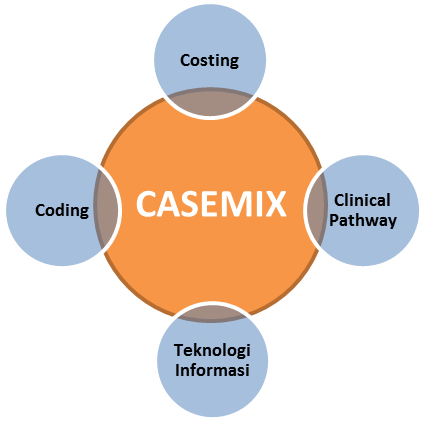 Costing
Coding
CASEMIX
Clinical
Pathway
Teknologi
Informasi